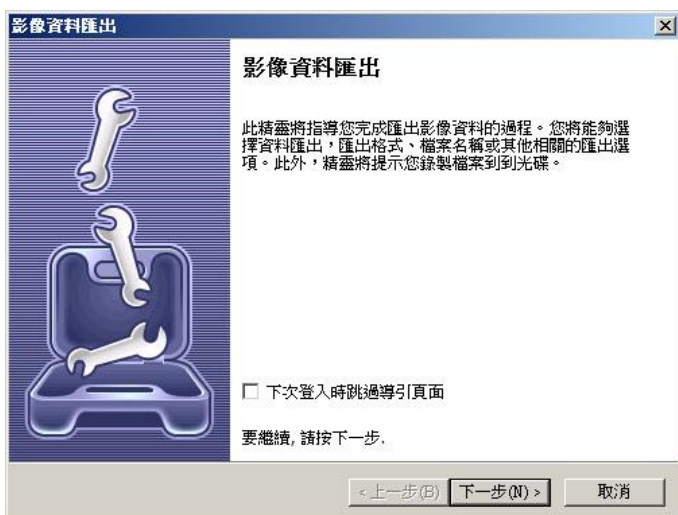 影像資料匯出
影像資料匯出
此精靈將指導您完成匯出影像資料的過程。您將能夠選
擇資料匯出，匯出格式、檔案名稱或其他相關的匯出選
項。此外，精靈將提示您錄製檔案到到光碟。
下次登入時跳過導引頁面
要繼續, 請按下一步.
<上一步(B) 下一步(N) > 取消